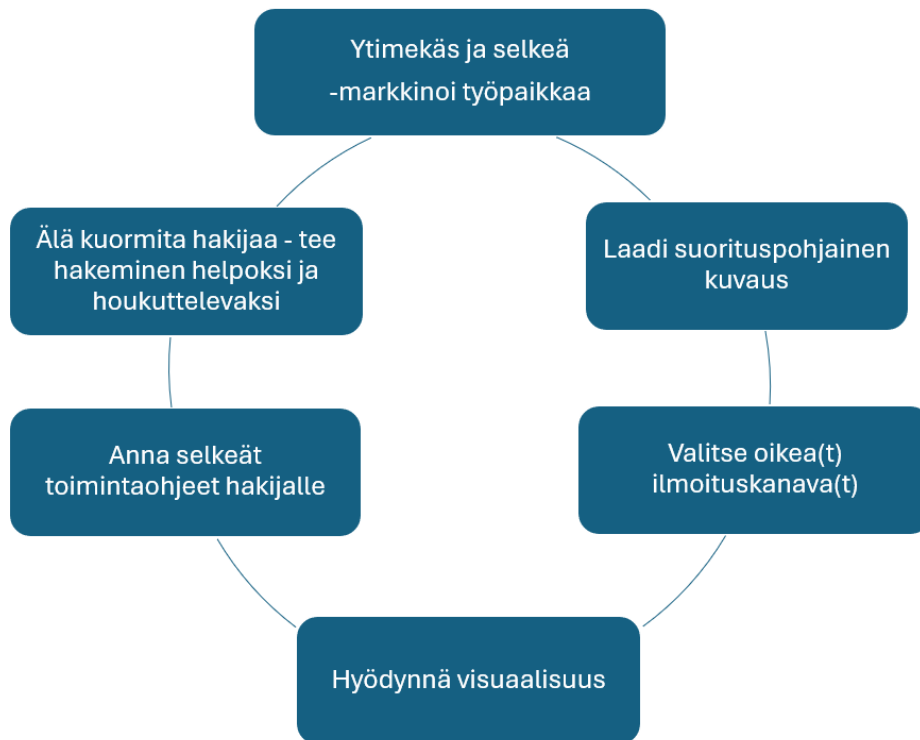 Ytimekäs ja selkeä
-markkinoi työpaikkaa
Laadi suorituspohjainen
kuvaus
Valitse oikea(t)
ilmoituskanava(t)
Hyödynnä visuaalisuus
Anna selkeät
toimintaohjeet hakijalle
Älä kuormita hakijaa - tee
hakeminen helpoksi ja
houkuttelevaksi